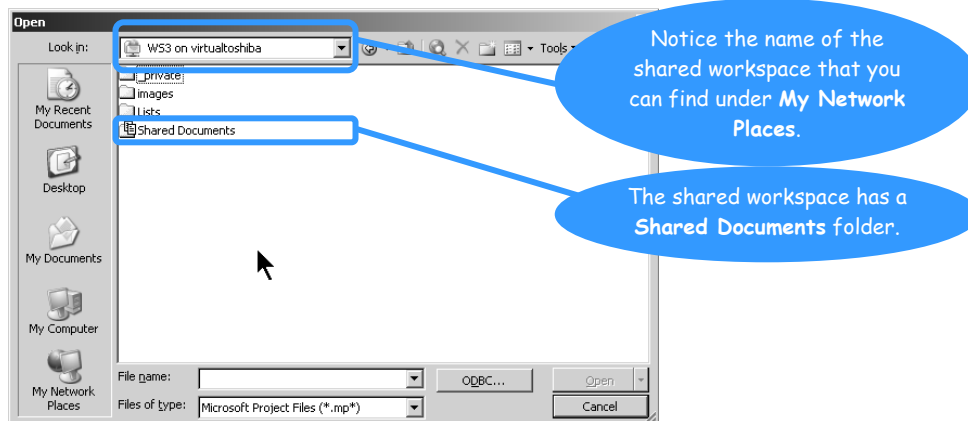 Open
Look in:
WS3 on virtualtoshiba
Tools
_private
images
Lists
Shared Documents
My Recent
Documents
Desktop
My Documents
My Computer
My Network
Places
File name:
ODBC...
Open
Files of type:
Microsoft Project Files (*.mp*)
Cancel
Notice the name of the
shared workspace that you
can find under My Network
Places.
The shared workspace has a
Shared Documents folder.